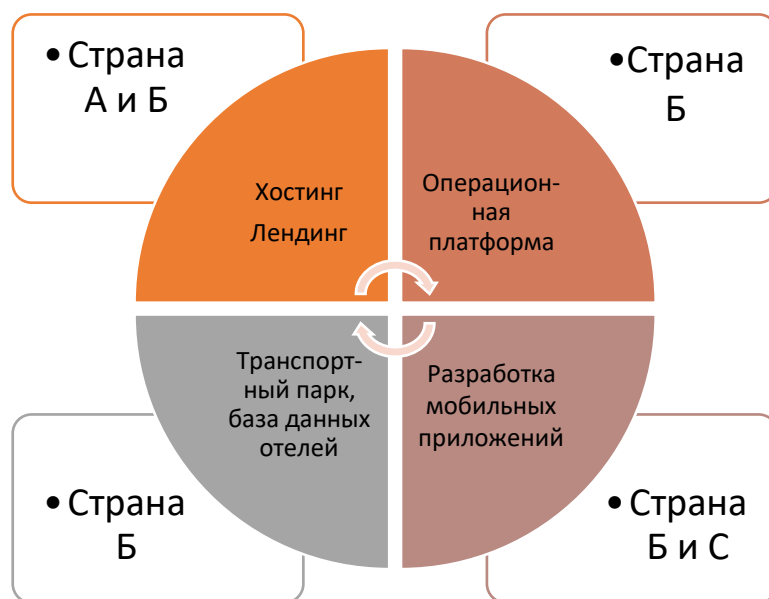 • Страна
А и Б
• Страна
Б
Хостинг
Лендинг
Операцион-
ная
платформа
Транспорт-
ный парк,
база данных
отелей
Разработка
мобильных
приложений
• Страна
Б
• Страна
Б и С